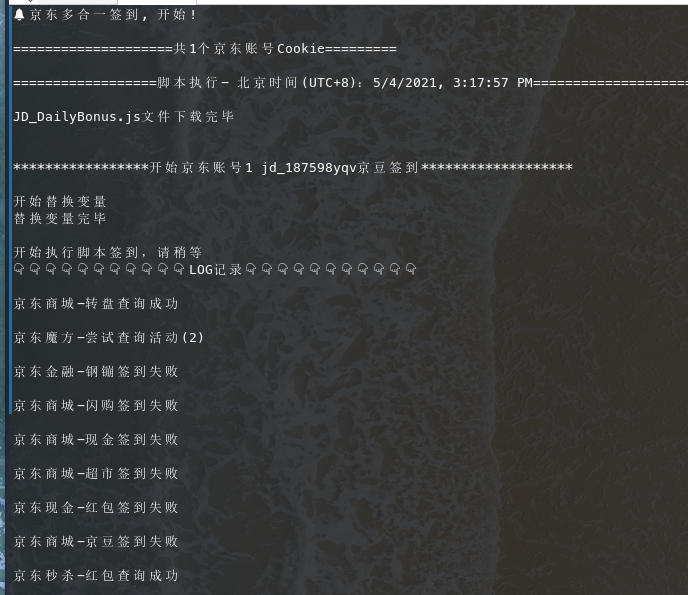 🔔京东多合一签到, 开始!
====================共1个京东账号Cookie=========
==================脚本执行- 北京时间(UTC+8)：5/4/2021, 3:17:57 PM====================
JD_DailyBonus.js文件下载完毕
*****************开始京东账号1 jd_187598yqv京豆签到*******************
开始替换变量
替换变量完毕
开始执行脚本签到，请稍等
👇👇👇👇👇👇👇👇👇👇👇LOG记录👇👇👇👇👇👇👇👇👇👇👇
京东商城-转盘查询成功
京东魔方-尝试查询活动(2)
京东金融-钢镚签到失败
京东商城-闪购签到失败
京东商城-现金签到失败
京东商城-超市签到失败
京东现金-红包签到失败
京东商城-京豆签到失败
京东秒杀-红包查询成功